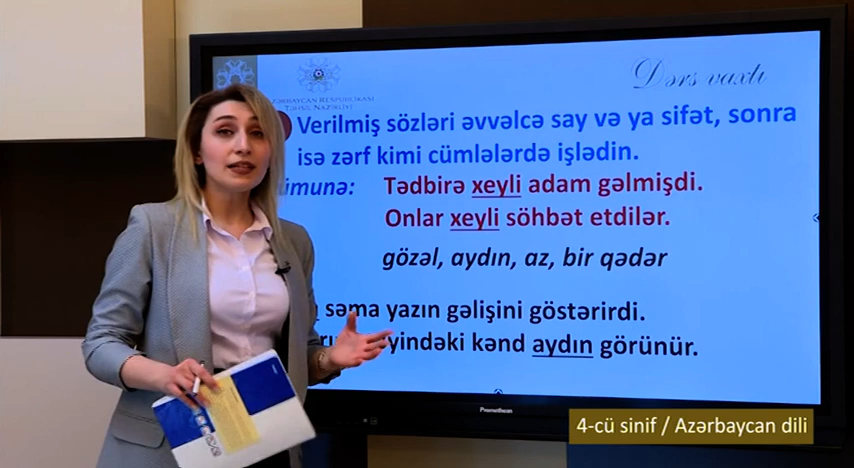 Dərs vaxtı
AZƏRBAYCAN RESPUBLİKASI
TƏHSİL NAZİRLİYİ
Verilmiş sözləri əvvəlcə say və ya sifət, sonra
isə zərf kimi cümlələrdə işlədin.
Tədbirə xeyli adam gəlmişdi.
Onlar xeyli söhbət etdilər.
gözəl, aydın, az, bir qədər
səma yazın gəlişini göstərirdi.
kənd aydın görünür.
Promethean
4-cü sinif / Azərbaycan dili